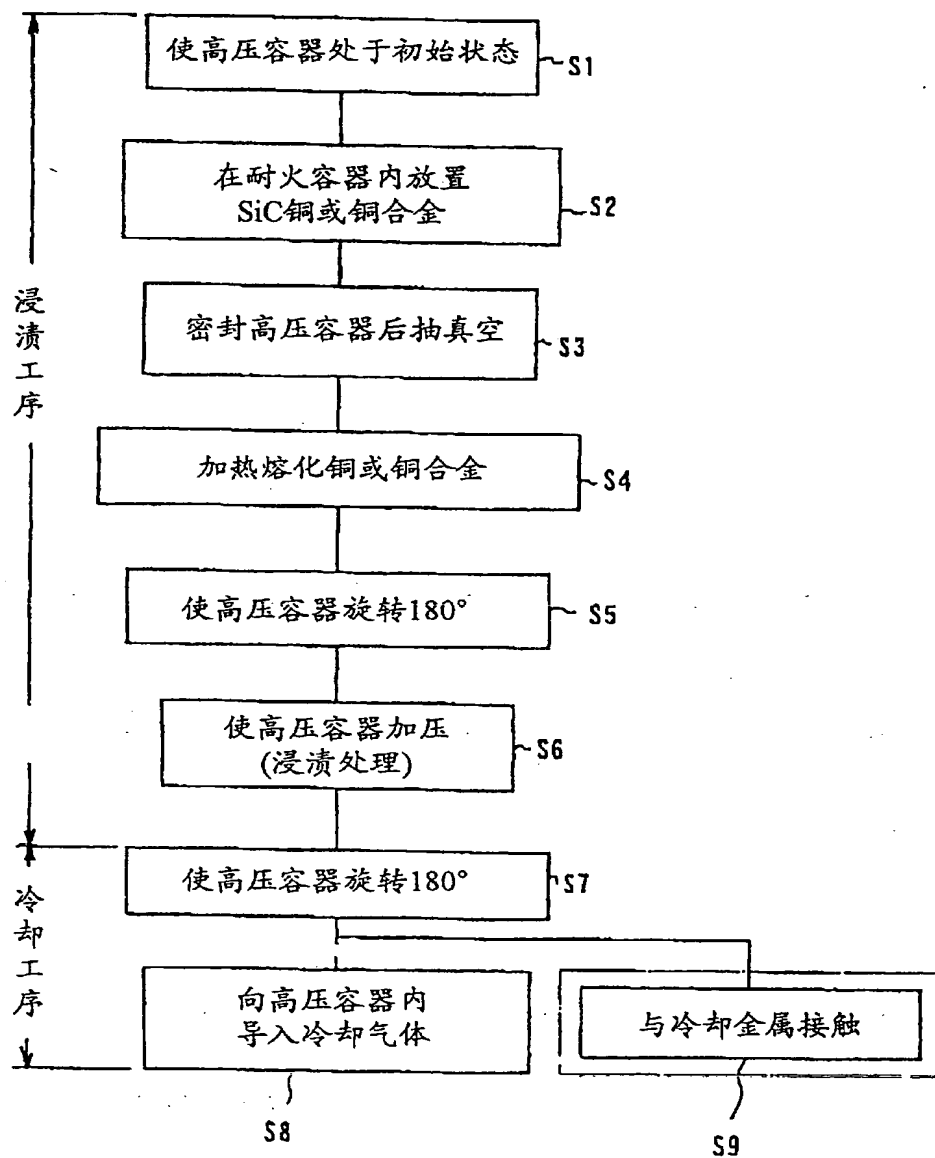 使高压容器处于初始状态
S1
在耐火容器内放置
SiC铜或铜合金
S2
密封高压容器后抽真空
S3
加热熔化铜或铜合金
S4
使高压容器旋转180°
S5
使高压容器加压
(浸渍处理)
S6
浸渍工序
使高压容器旋转180°
S7
向高压容器内
导入冷却气体
S8
与冷却金属接触
S9
冷却工序